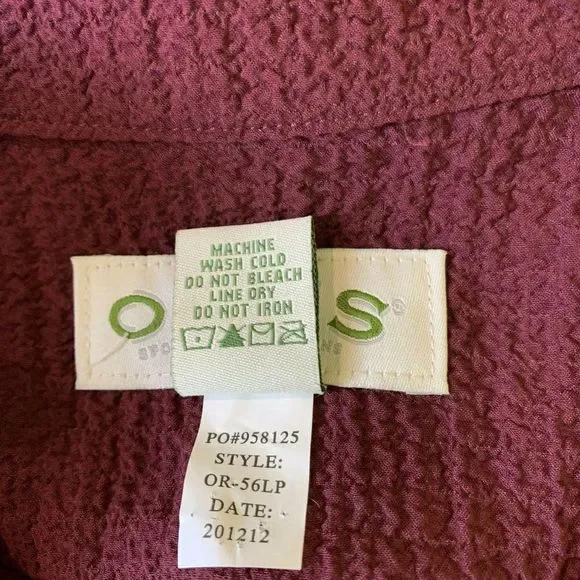 MACHINE
WASH COLD
DO NOT BLEACH
LINE DRY
DO NOT IRON
O S®
PO#958125
STYLE:
OR-56LP
DATE:
201212